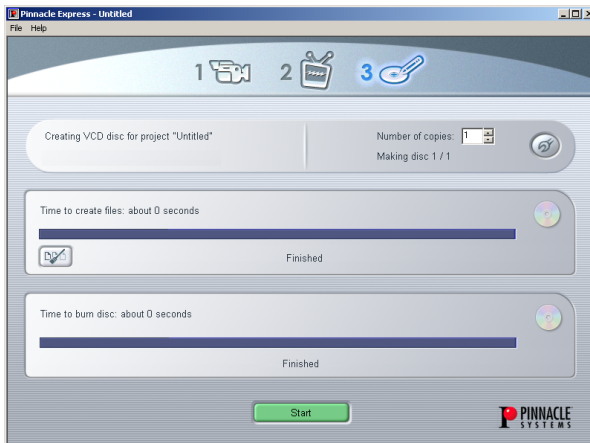 Pinnacle Express - Untitled
File Help
1 2 3
Creating VCD disc for project "Untitled"
Number of copies: 1
Making disc 1 / 1
Time to create files: about 0 seconds
Finished
Time to burn disc: about 0 seconds
Finished
Start
PINNACLE
SYSTEMS